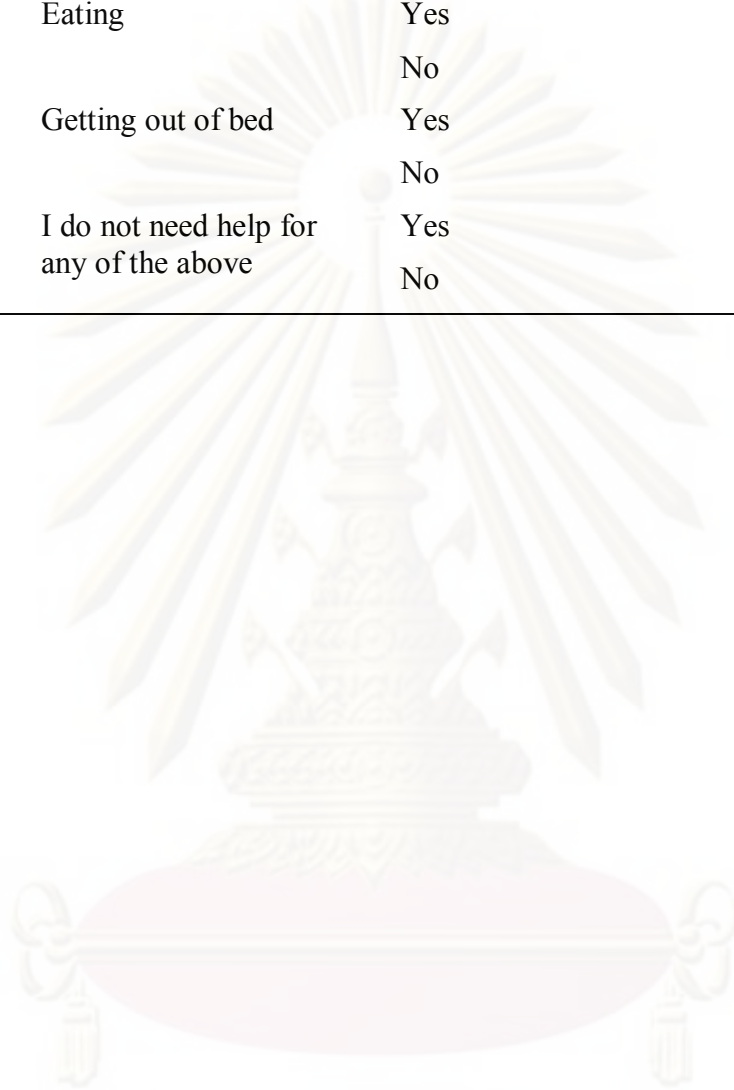 Eating Yes
No
Getting out of bed Yes
No
I do not need help for Yes
any of the above
No